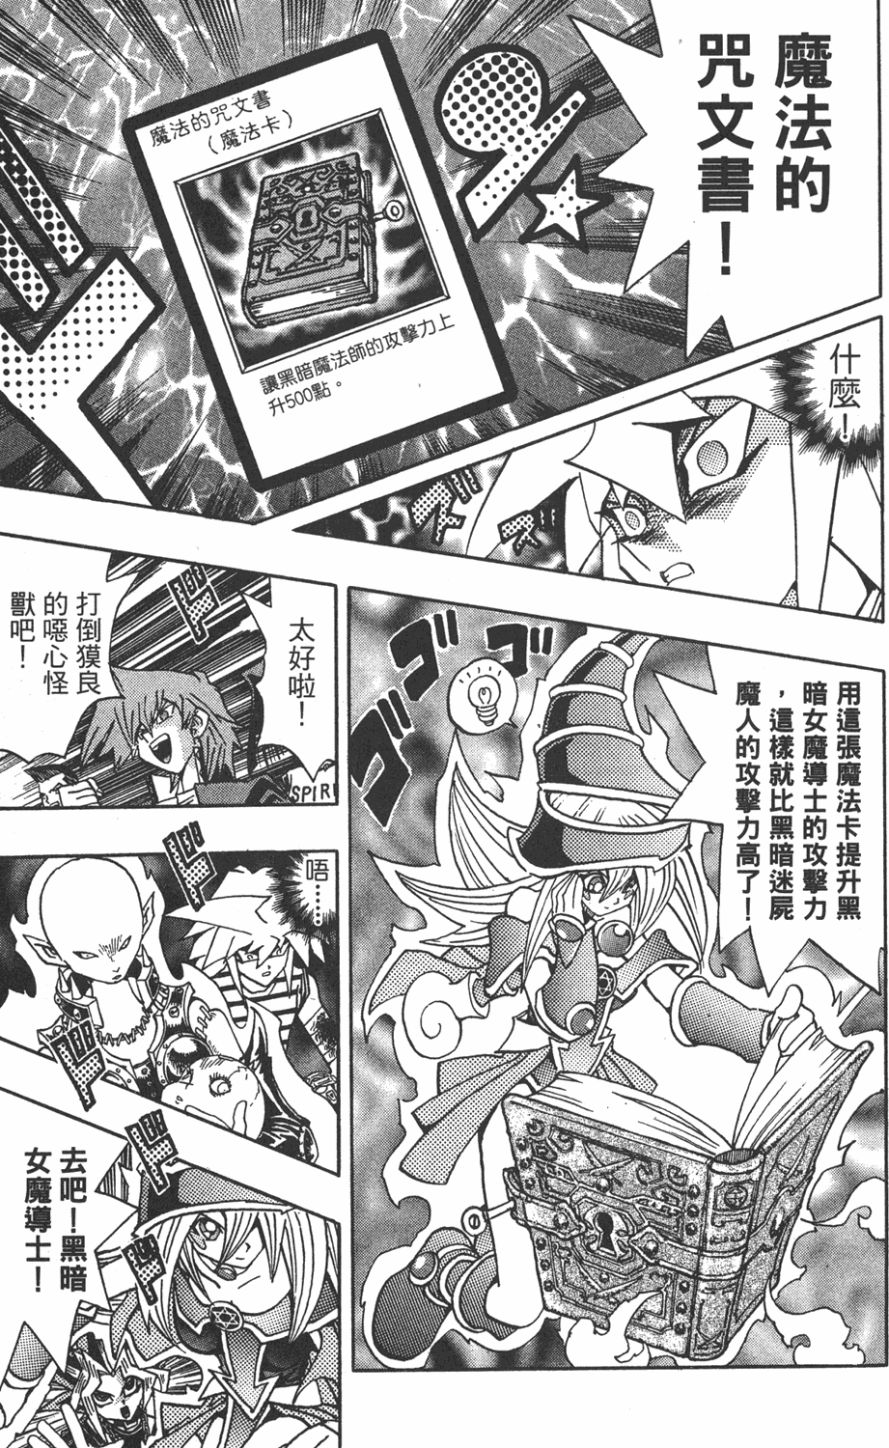 魔法的
咒文書！
魔法的咒文書
（魔法卡）
讓黑暗魔法師的攻擊力上
升500點。
什麼！
用這張魔法卡提升黑
暗女魔導士的攻擊力
，這樣就比黑暗迷屍
魔人的攻擊力高了！
ゴゴゴ
太好啦！
打倒獏良
的噁心怪
獸吧！
SPIRI
唔……
去吧！黑暗
女魔導士！